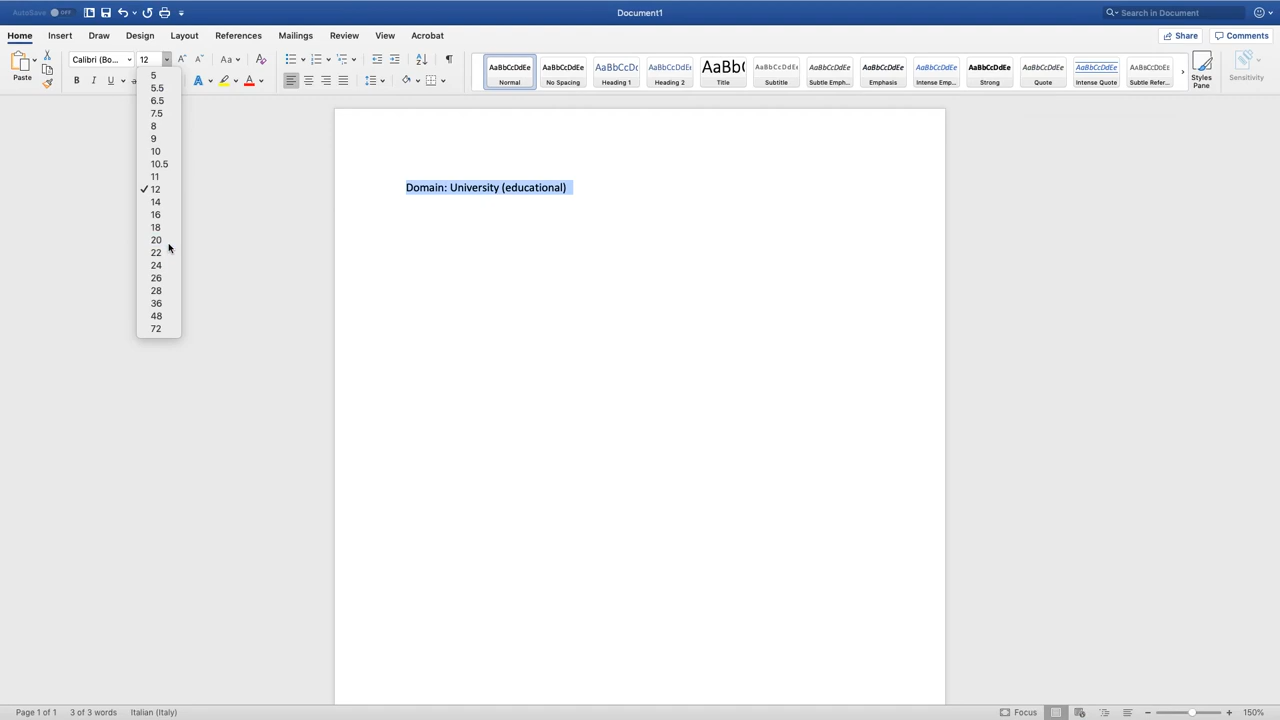 AutoSave OFF
Document1
Search in Document
Home Insert Draw Design Layout References Mailings Review View Acrobat
Share Comments
Paste
Calibri (Bo... 12
AaBbCcDdEe AaBbCcDdEe AaBbCcDc AaBbCcDdEe AaBb( AaBbCcDdEe AaBbCcDdEe AaBbCcDdEe AaBbCcDdEe AaBbCcDdEe AaBbCcDdEe AaBbCcDdEe
Normal No Spacing Heading 1 Heading 2 Title Subtitle Subtle Emph... Intense Emp... Strong Quote Intense Quote Subtle Refer...
Styles Pane
Sensitivity
5
5.5
6.5
7.5
8
9
10
10.5
11
12
14
16
18
20
22
24
26
28
36
48
72
Domain: University (educational)
Page 1 of 1 3 of 3 words Italian (Italy)
Focus
150%